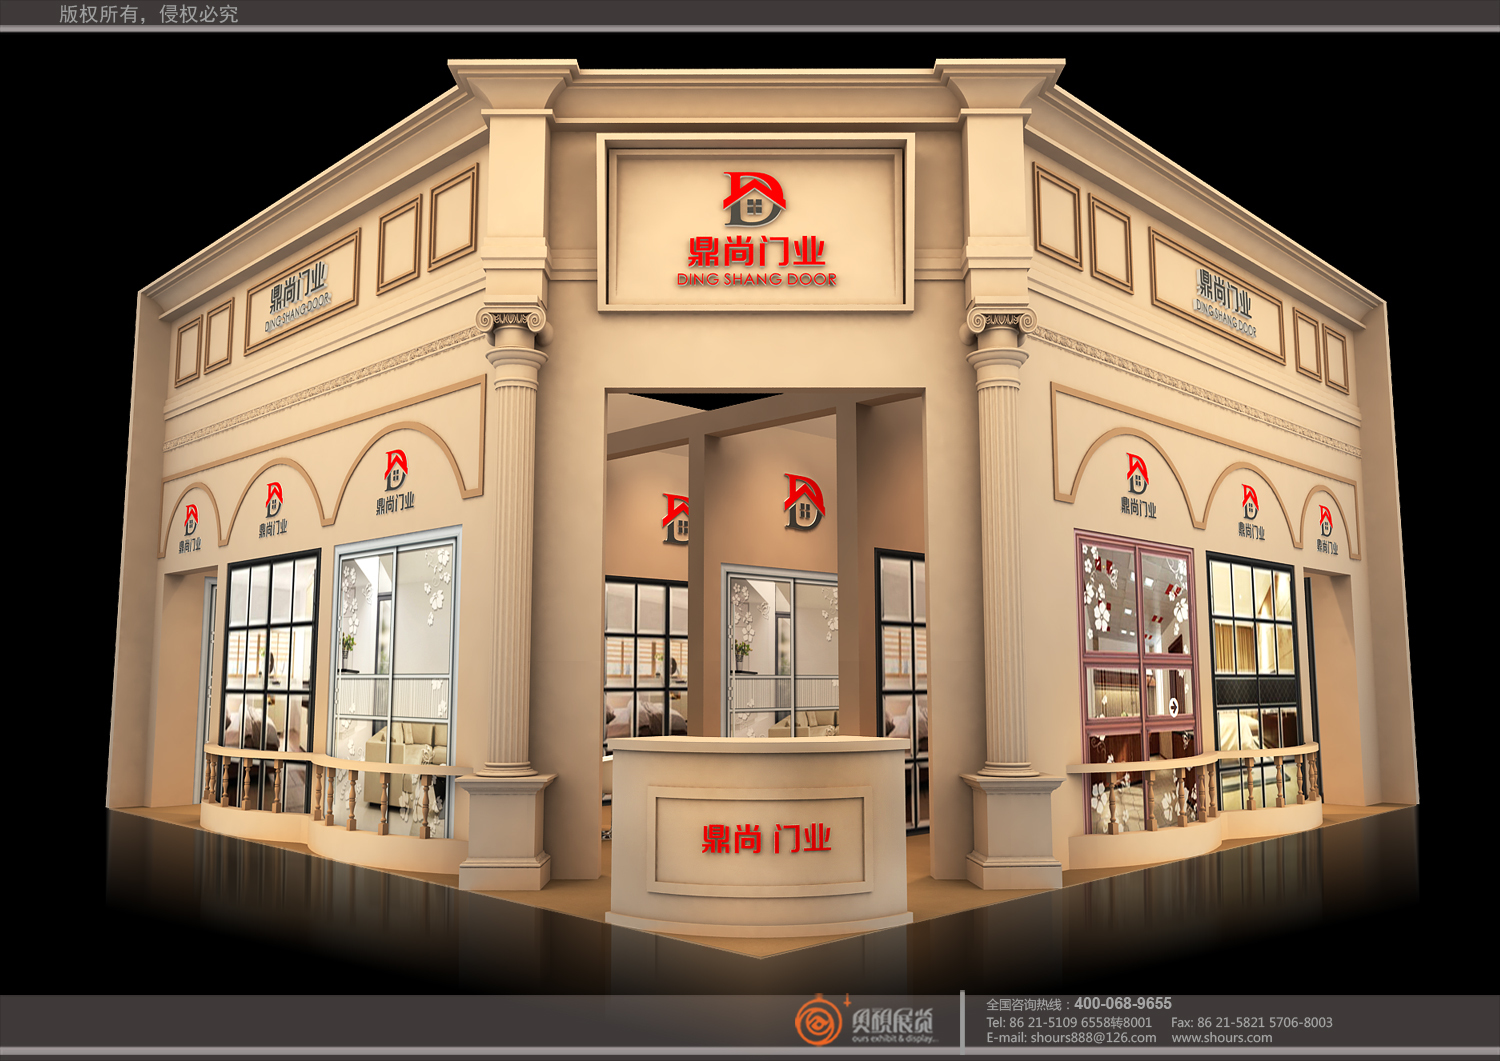 版权所有，侵权必究
鼎尚门业
DING SHANG DOOR
鼎尚门业
DING SHANG DOOR
鼎尚门业
DING SHANG DOOR
鼎尚门业
鼎尚门业
鼎尚门业
鼎尚门业
鼎尚门业
鼎尚门业
鼎尚 门业
贝视展览
ours exhibit & display...
全国咨询热线：400-068-9655
Tel: 86 21-5109 6558转8001 Fax: 86 21-5821 5706-8003
E-mail: shours888@126.com www.shours.com